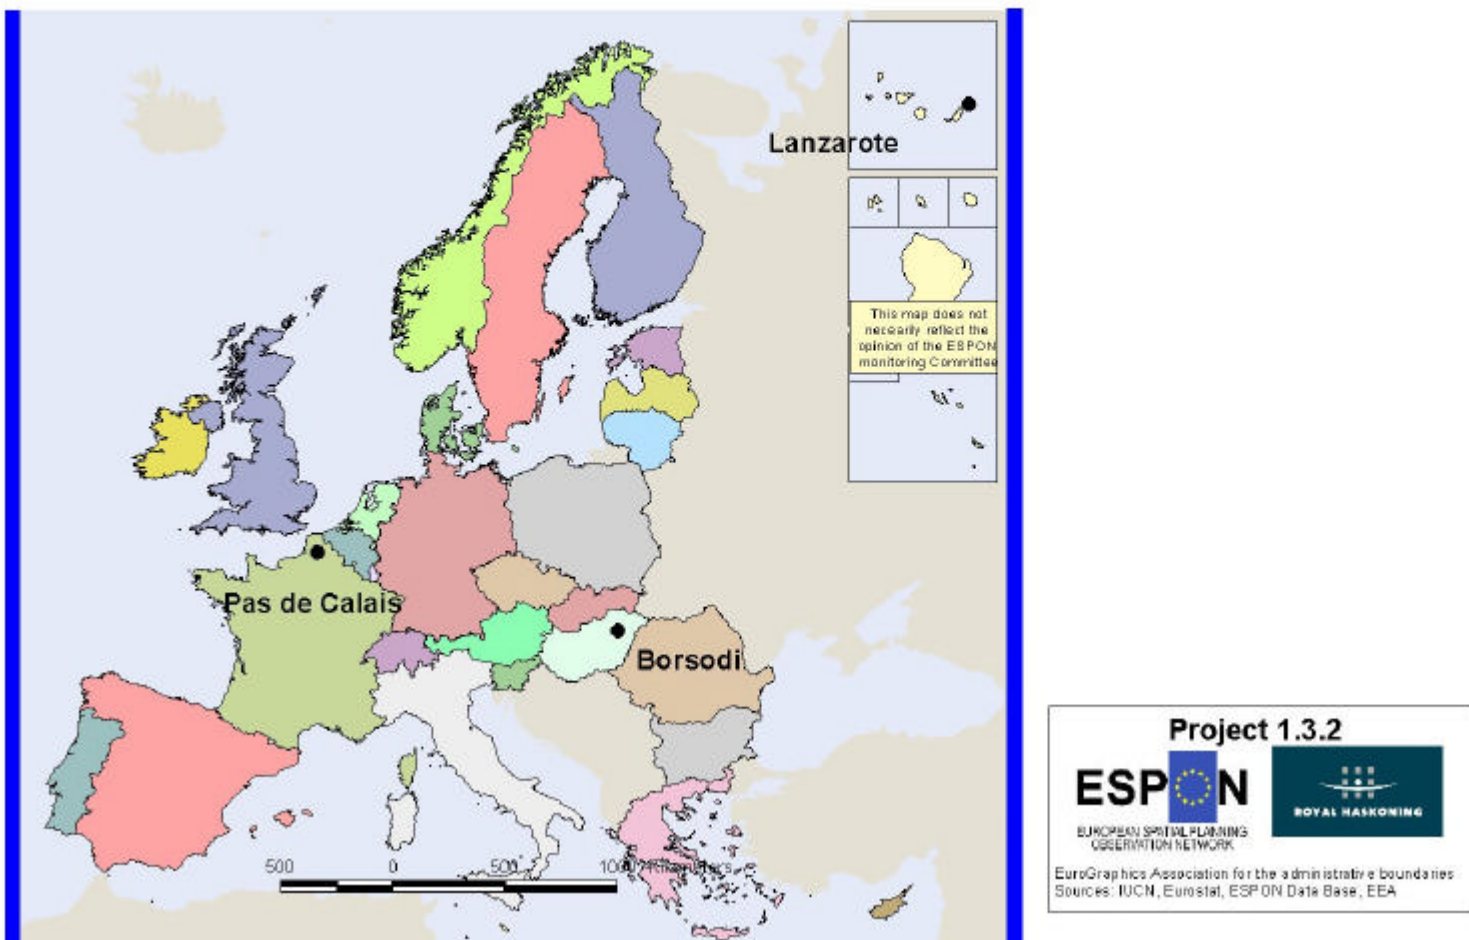 Lanzarote
This map does not
necearily reflect the
opinion of the ESPON
monitoring Committee
Pas de Calais
Borsodi
500 0 500
Project 1.3.2
ESPON
EUROPEAN SPATIAL PLANNING
OBSERVATION NETWORK
ROYAL HASKONING
EuroGraphics Association for the administrative boundaries
Sources: IUCN, Eurostat, ESPON Data Base, EEA